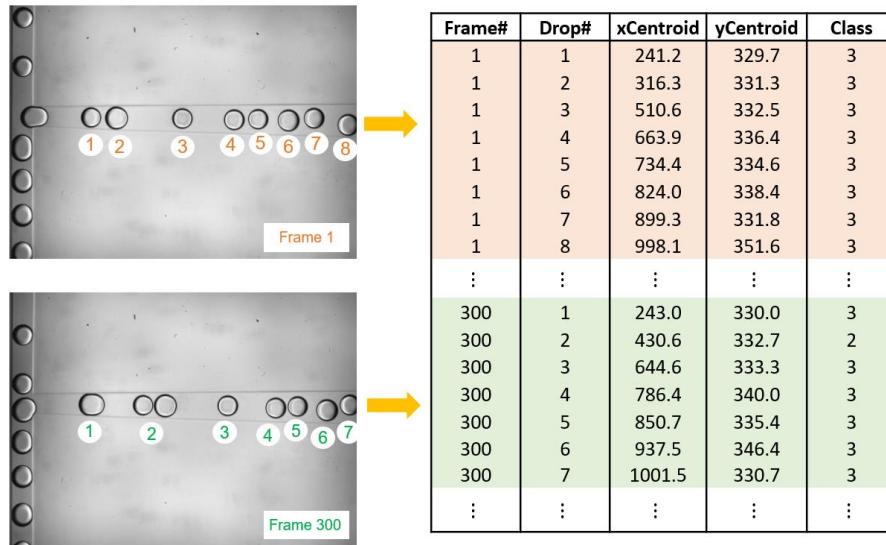 1 2 3 4 5 6 7 8
Frame 1
1 2 3 4 5 6 7
Frame 300
Frame# Drop# xCentroid yCentroid Class
1 1 241.2 329.7 3
1 2 316.3 331.3 3
1 3 510.6 332.5 3
1 4 663.9 336.4 3
1 5 734.4 334.6 3
1 6 824.0 338.4 3
1 7 899.3 331.8 3
1 8 998.1 351.6 3
⋮ ⋮ ⋮ ⋮ ⋮
300 1 243.0 330.0 3
300 2 430.6 332.7 2
300 3 644.6 333.3 3
300 4 786.4 340.0 3
300 5 850.7 335.4 3
300 6 937.5 346.4 3
300 7 1001.5 330.7 3
⋮ ⋮ ⋮ ⋮ ⋮